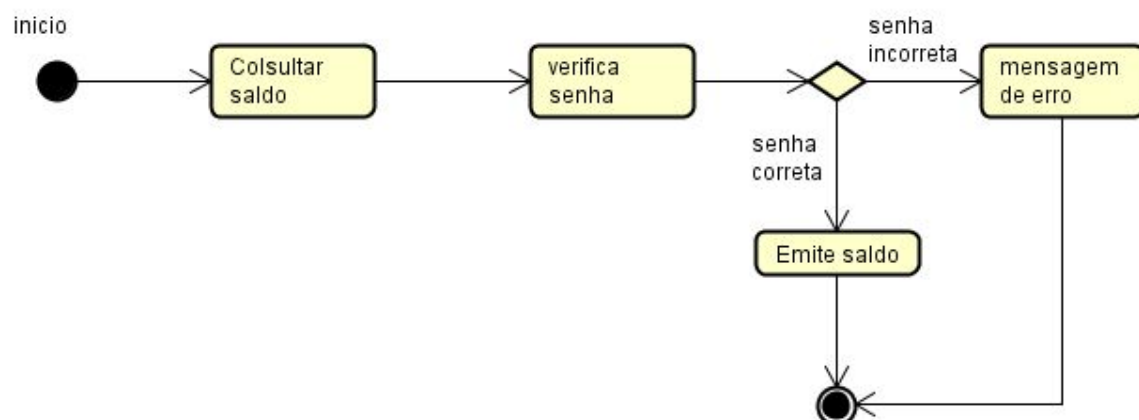 inicio
Colsultar
saldo
verifica
senha
senha
incorreta
mensagem
de erro
senha
correta
Emite saldo